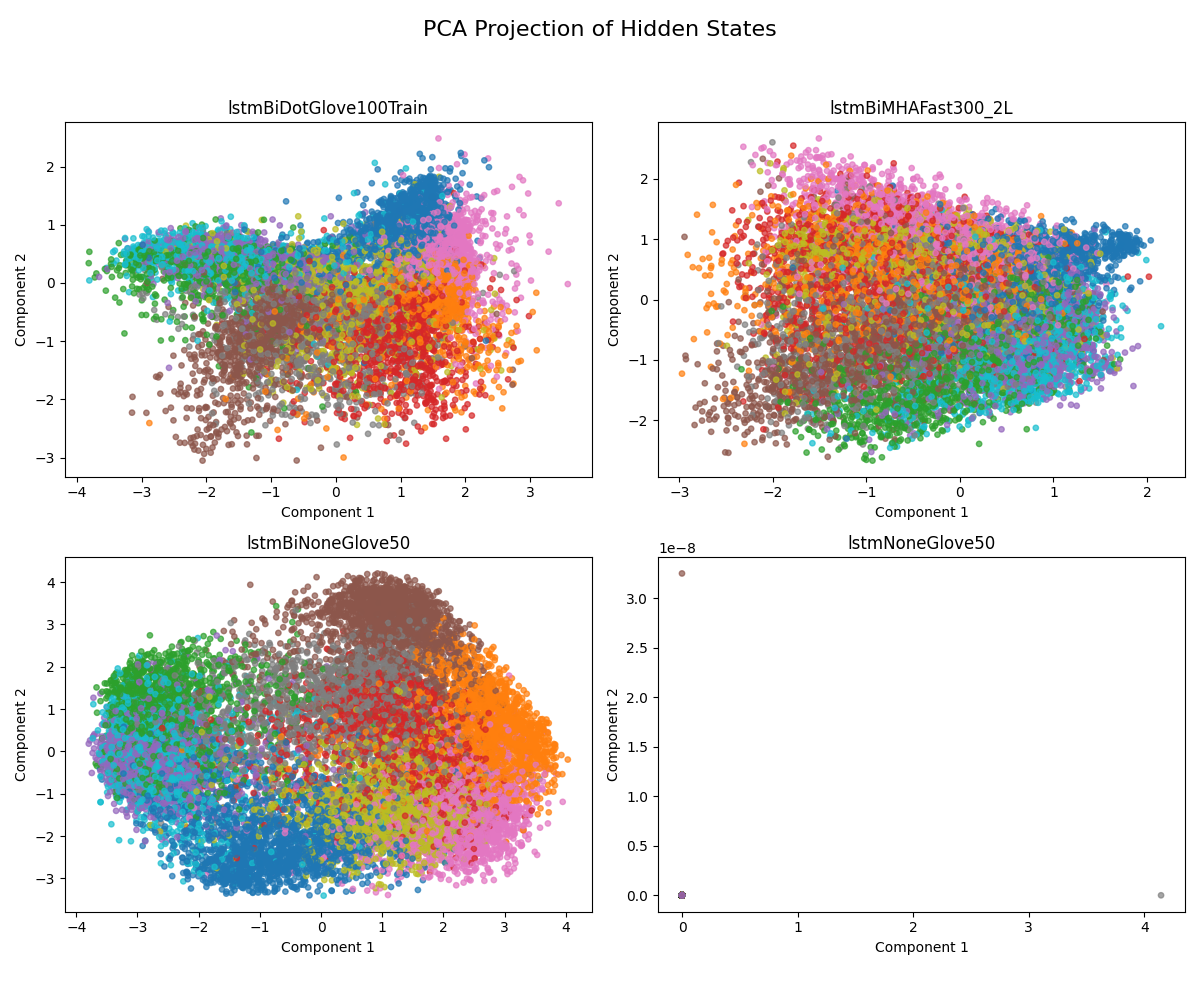 PCA Projection of Hidden States
lstmBiDotGlove100Train
2
1
0
−1
−2
−3
Component 2
−4 −3 −2 −1 0 1 2 3
Component 1
lstmBiMHAFast300_2L
2
1
0
−1
−2
Component 2
−3 −2 −1 0 1 2
Component 1
lstmBiNoneGlove50
4
3
2
1
0
−1
−2
−3
Component 2
−4 −3 −2 −1 0 1 2 3 4
Component 1
lstmNoneGlove50
1e−8
3.0
2.5
2.0
1.5
1.0
0.5
0.0
Component 2
0 1 2 3 4
Component 1